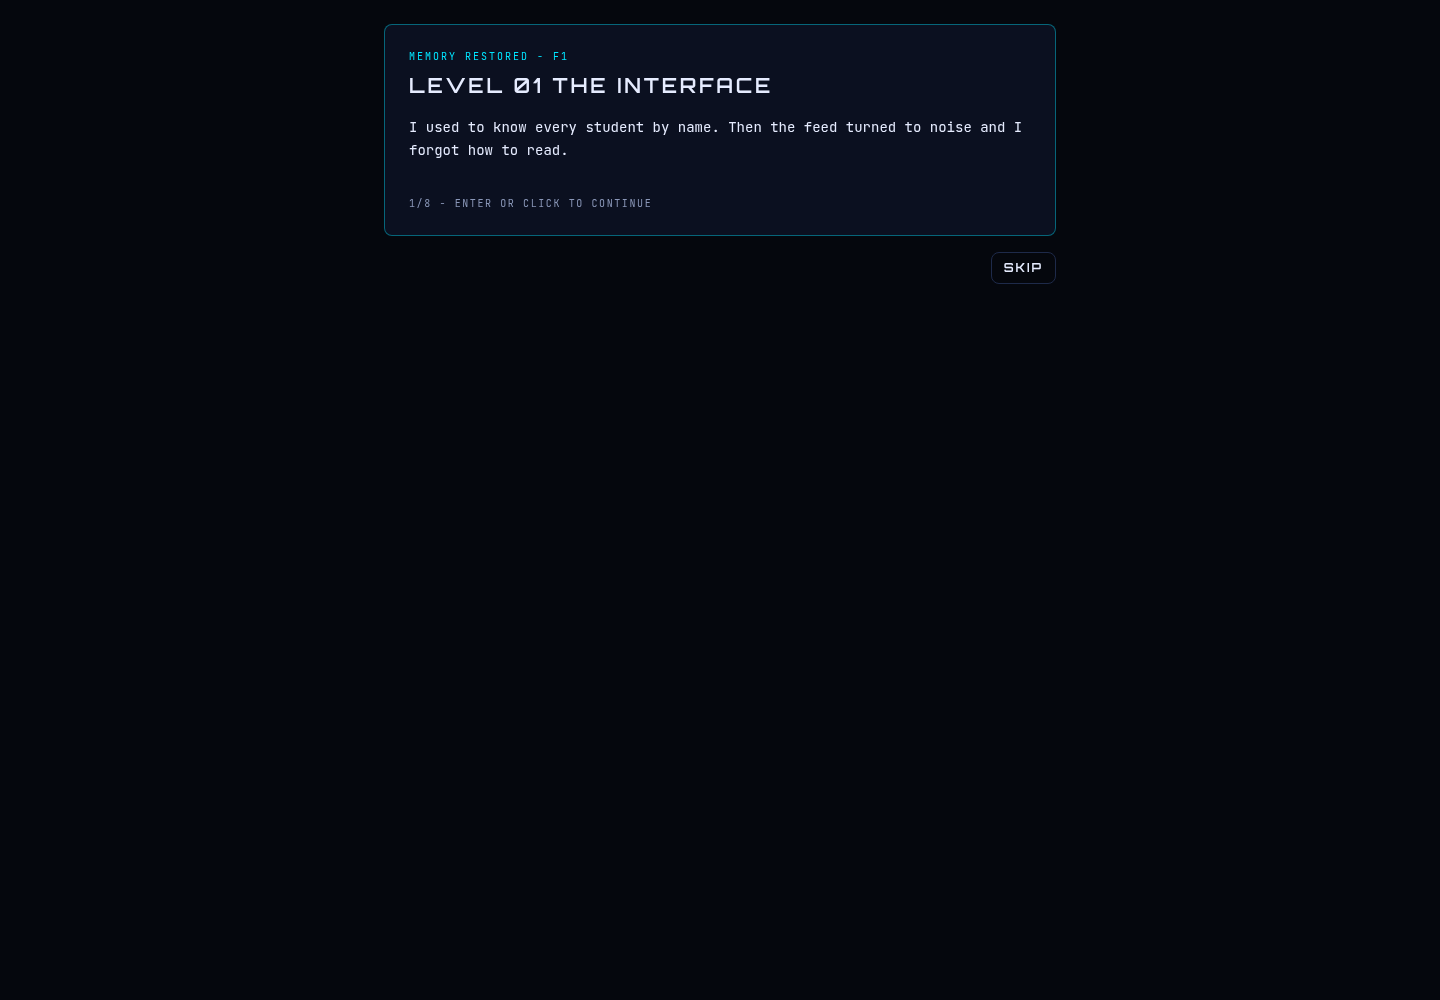 MEMORY RESTORED - F1
LEVEL 01 THE INTERFACE
I used to know every student by name. Then the feed turned to noise and I
forgot how to read.
1/8 - ENTER OR CLICK TO CONTINUE
SKIP